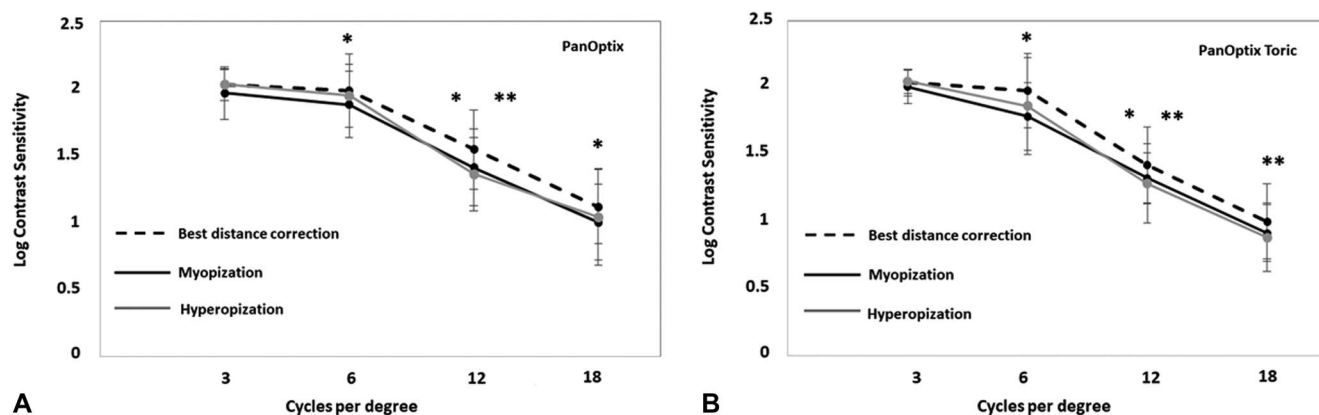 PanOptix
Log Contrast Sensitivity
2.5
2
1.5
1
0.5
0
*
* **
*
Best distance correction
Myopization
Hyperopization
3 6 12 18
Cycles per degree
A
PanOptix Toric
Log Contrast Sensitivity
2.5
2
1.5
1
0.5
0
*
* **
**
Best distance correction
Myopization
Hyperopization
3 6 12 18
Cycles per degree
B